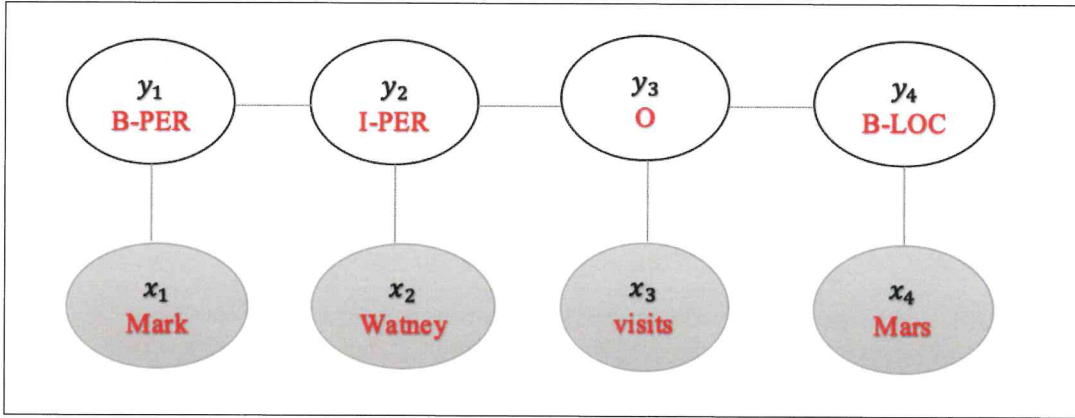 y₁
B-PER
y₂
I-PER
y₃
O
y₄
B-LOC
x₁
Mark
x₂
Watney
x₃
visits
x₄
Mars